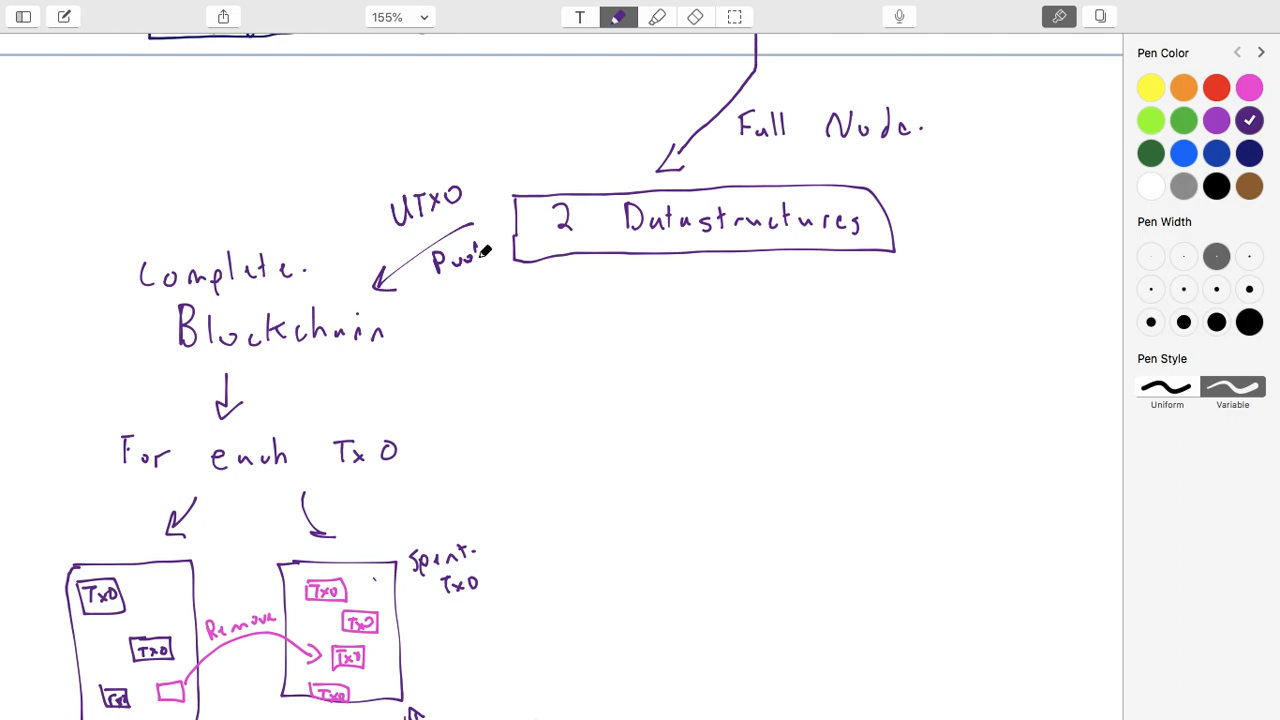 155%
T
Pen Color
Full Node.
UTXO
2 Datastructures
Complete.
Blockchain
Pen Width
Pen Style
Uniform
Variable
For each TxO
Spent.
TxO
TxO
TxO
TxO
Remove
TxO
TxO
TxO
TxO